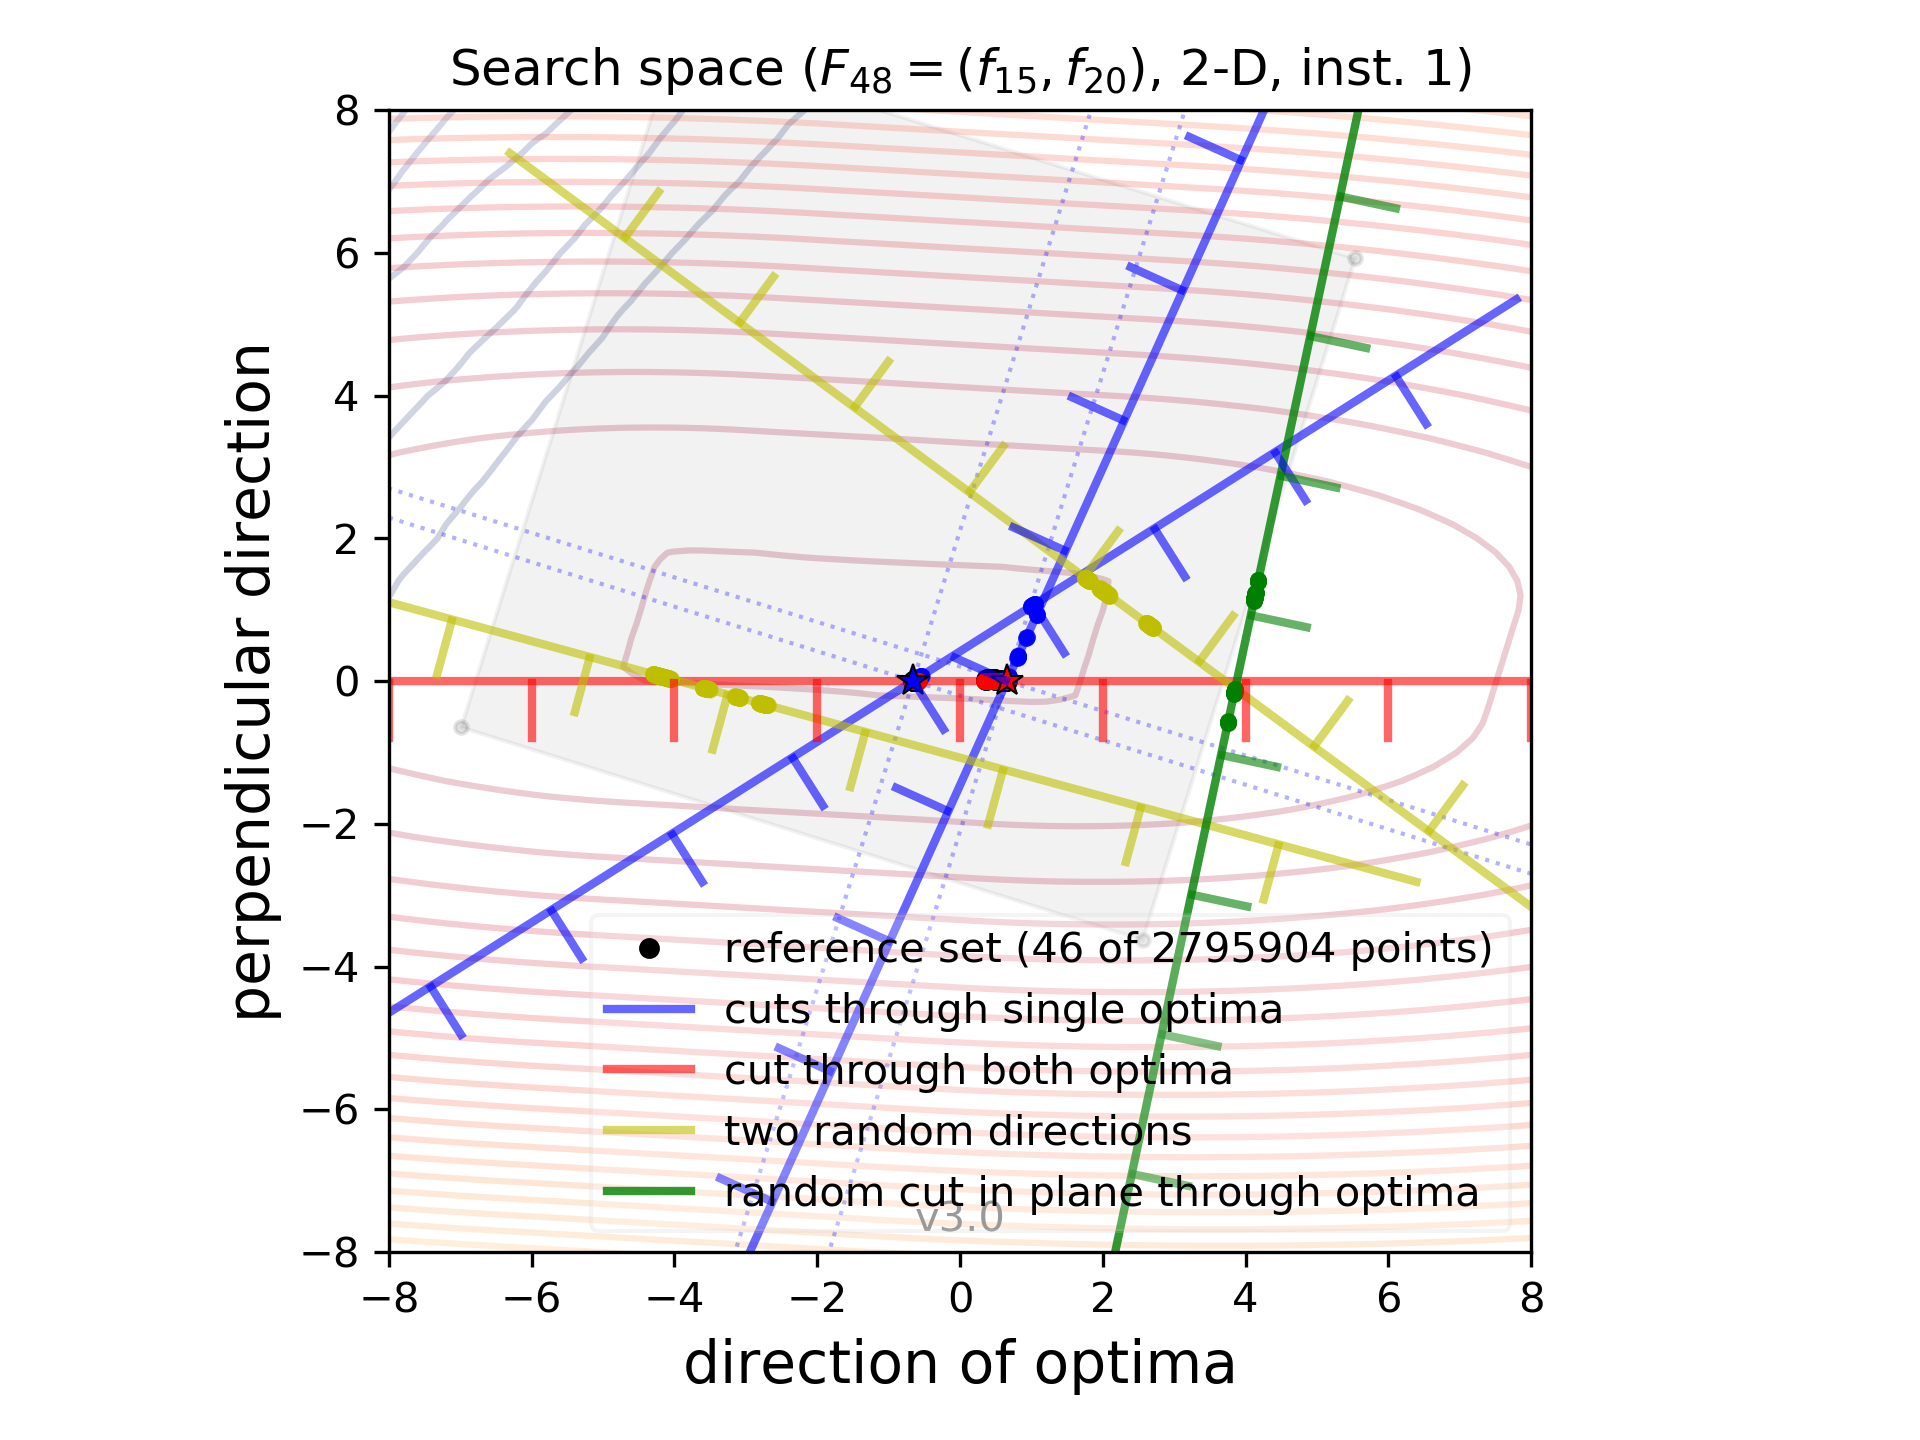 Search space (F48 = (f15, f20), 2-D, inst. 1)
8
6
4
2
0
−2
−4
−6
−8
perpendicular direction
reference set (46 of 2795904 points)
cuts through single optima
cut through both optima
two random directions
random cut in plane through optima
v3.0
−8 −6 −4 −2 0 2 4 6 8
direction of optima